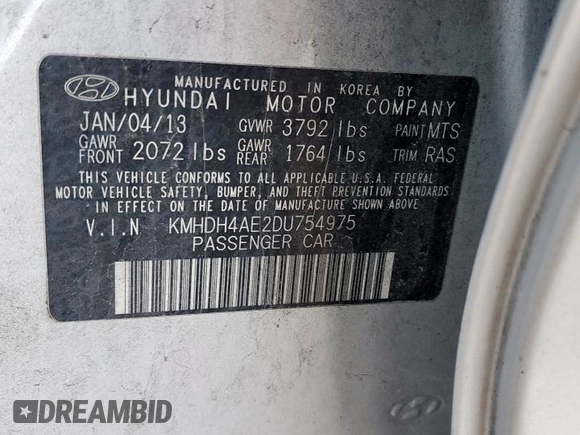 MANUFACTURED IN KOREA BY
HYUNDAI MOTOR COMPANY
JAN/04/13 GVWR 3792 lbs PAINT MTS
GAWR FRONT 2072 lbs GAWR REAR 1764 lbs TRIM RAS
THIS VEHICLE CONFORMS TO ALL APPLICABLE U.S.A. FEDERAL
MOTOR VEHICLE SAFETY, BUMPER, AND THEFT PREVENTION STANDARDS
IN EFFECT ON THE DATE OF MANUFACTURE SHOWN ABOVE.
V.I.N KMHDH4AE2DU754975
PASSENGER CAR
DREAMBID